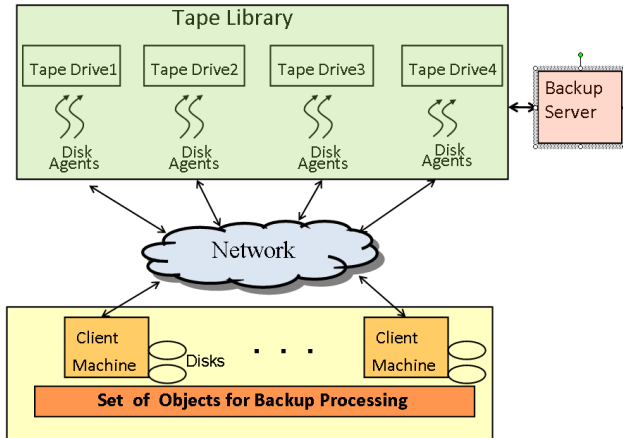 Tape Library
Tape Drive1
Tape Drive2
Tape Drive3
Tape Drive4
Disk
Agents
Disk
Agents
Disk
Agents
Disk
Agents
Backup
Server
Network
Client
Machine
Disks
. . .
Client
Machine
Set of Objects for Backup Processing